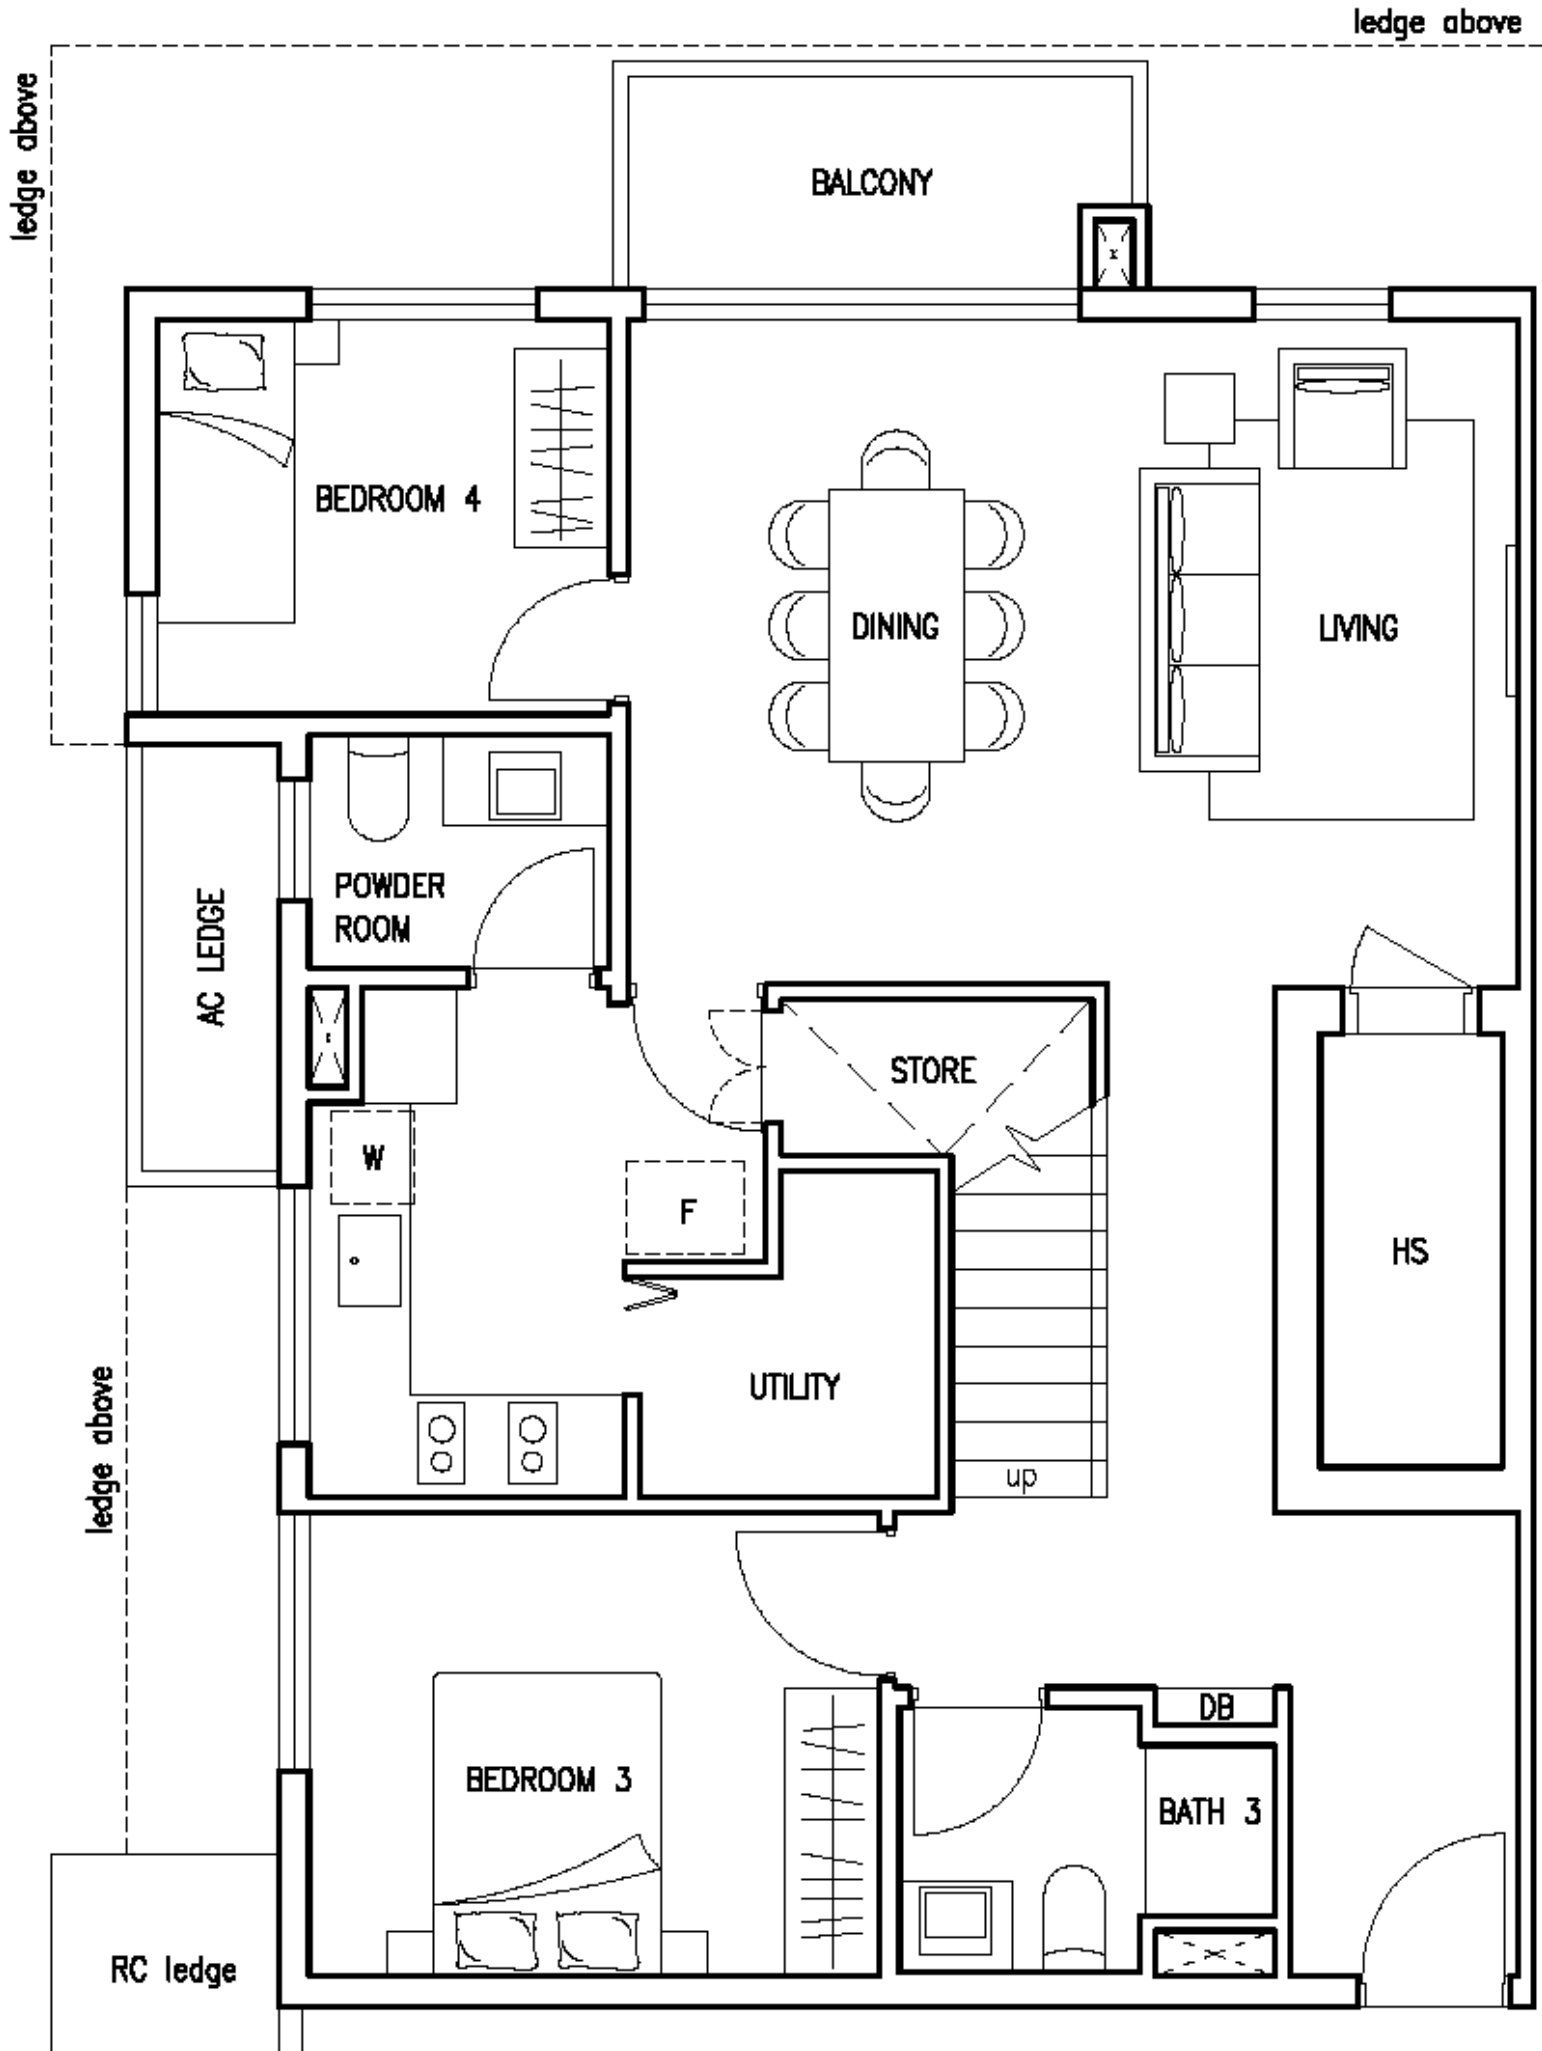 ledge above
ledge above
BALCONY
BEDROOM 4
DINING
LIVING
POWDER
ROOM
AC LEDGE
STORE
W
F
HS
UTILITY
ledge above
up
DB
BEDROOM 3
BATH 3
RC ledge